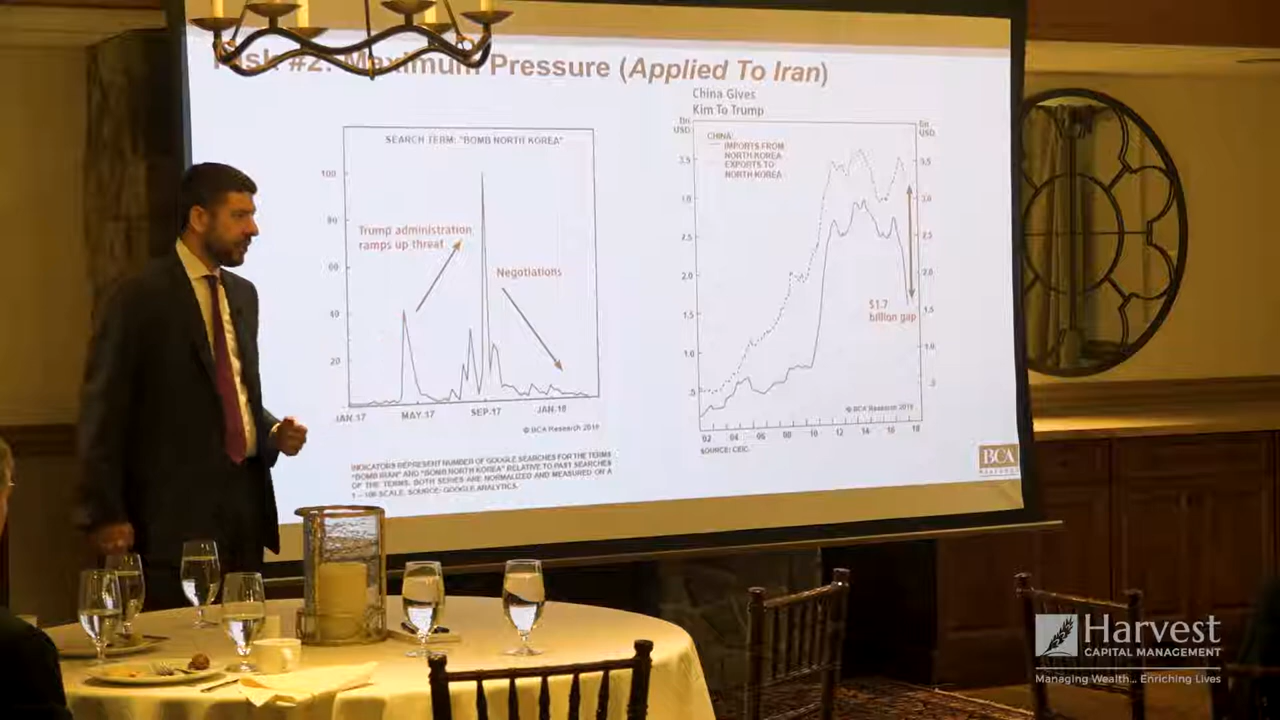 #2: Maximum Pressure (Applied To Iran)
China Gives
Kim To Trump
SEARCH TERM: "BOMB NORTH KOREA"
100
80
60
40
20
Trump administration
ramps up threat
Negotiations
JAN.17
MAY.17
SEP.17
JAN.18
© BCA Research 2018
INDICATORS REPRESENT NUMBER OF GOOGLE SEARCHES FOR THE TERMS
"BOMB IRAN" AND "BOMB NORTH KOREA" RELATIVE TO PAST SEARCHES
OF THE TERMS. BOTH SERIES ARE NORMALIZED AND MEASURED ON A
1 - 100 SCALE. SOURCE: GOOGLE ANALYTICS.
Bn
USD
Bn
USD
CHINA:
IMPORTS FROM
NORTH KOREA
EXPORTS TO
NORTH KOREA
3.5
3.0
2.5
2.0
1.5
1.0
.5
3.5
3.0
2.5
2.0
1.5
1.0
.5
$1.7
billion gap
© BCA Research 2018
02
04
06
08
10
12
14
16
18
SOURCE: CEIC.
BCA
RESEARCH
Harvest
CAPITAL MANAGEMENT
Managing Wealth... Enriching Lives